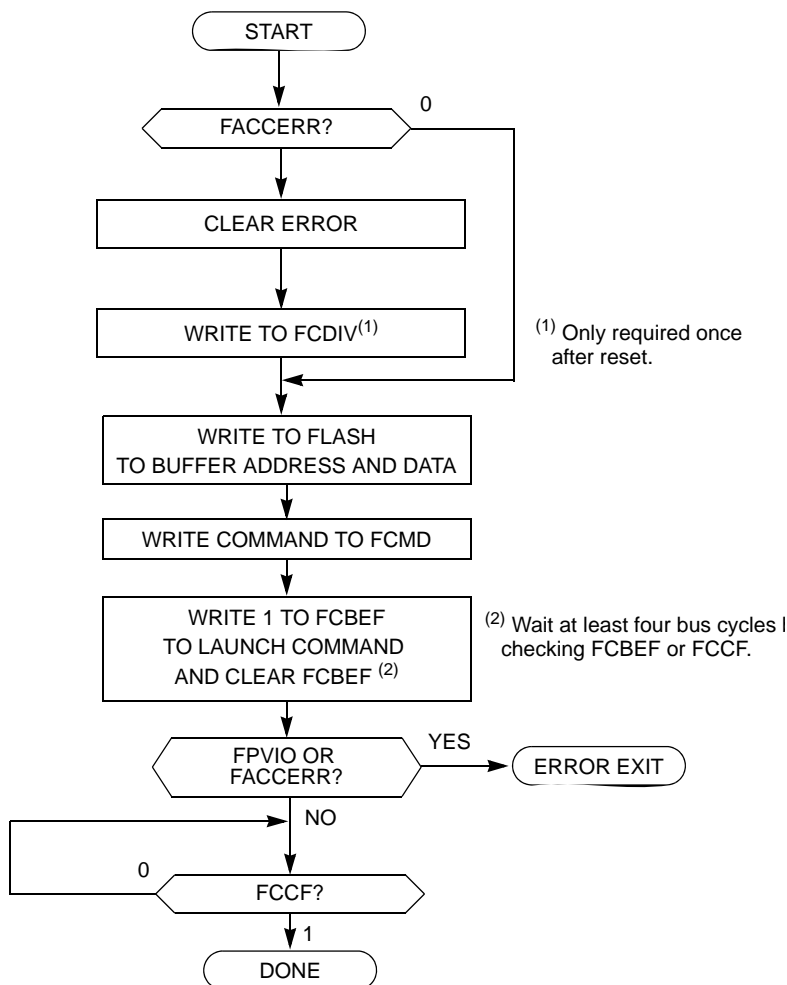 START
0
FACCERR?
CLEAR ERROR
WRITE TO FCDIV(1)
(1) Only required once
after reset.
WRITE TO FLASH
TO BUFFER ADDRESS AND DATA
WRITE COMMAND TO FCMD
WRITE 1 TO FCBEF
TO LAUNCH COMMAND
AND CLEAR FCBEF (2)
(2) Wait at least four bus cycles
checking FCBEF or FCCF.
FPVIO OR
FACCERR?
YES
ERROR EXIT
NO
0
FCCF?
1
DONE